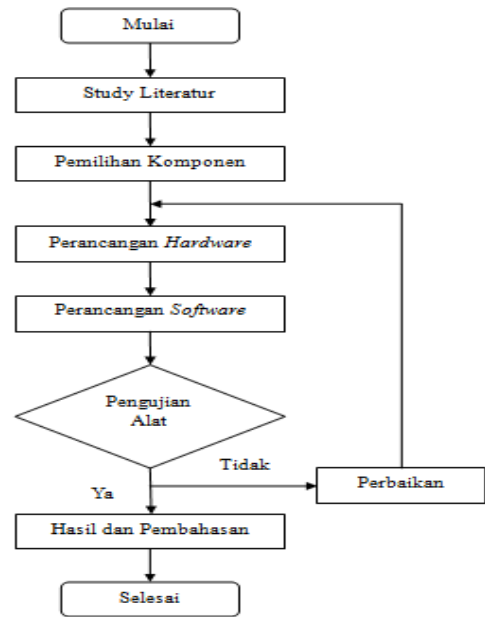 Mulai
Study Literatur
Pemilihan Komponen
Perancangan Hardware
Perancangan Software
Pengujian
Alat
Tidak
Perbaikan
Ya
Hasil dan Pembahasan
Selesai